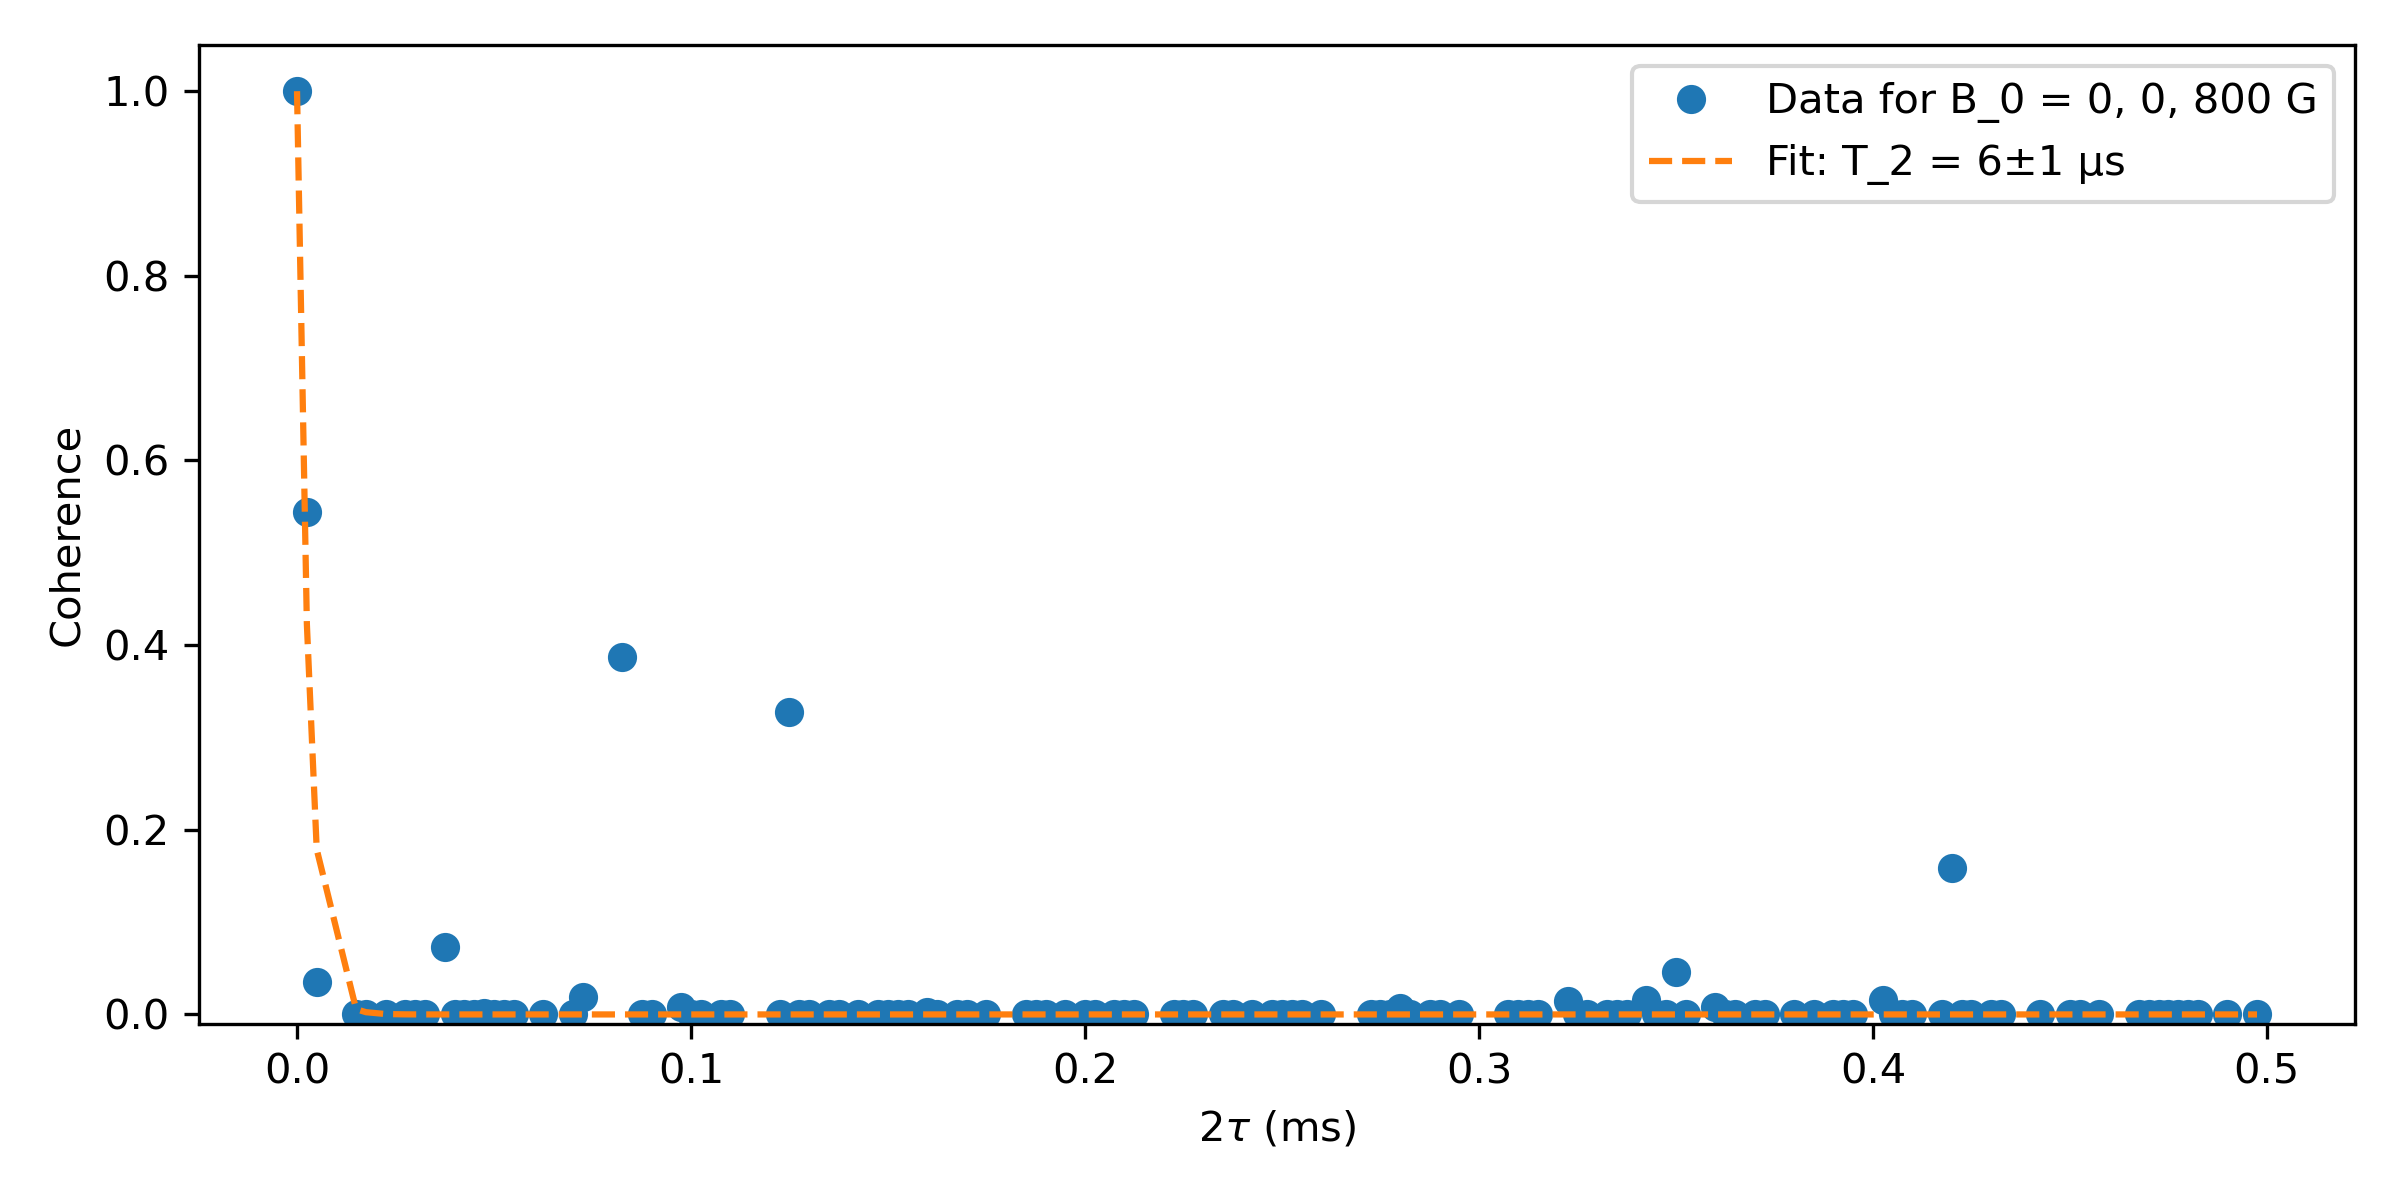 Data for B_0 = 0, 0, 800 G
Fit: T_2 = 6±1 µs
Coherence
1.0
0.8
0.6
0.4
0.2
0.0
0.0 0.1 0.2 0.3 0.4 0.5
2τ (ms)